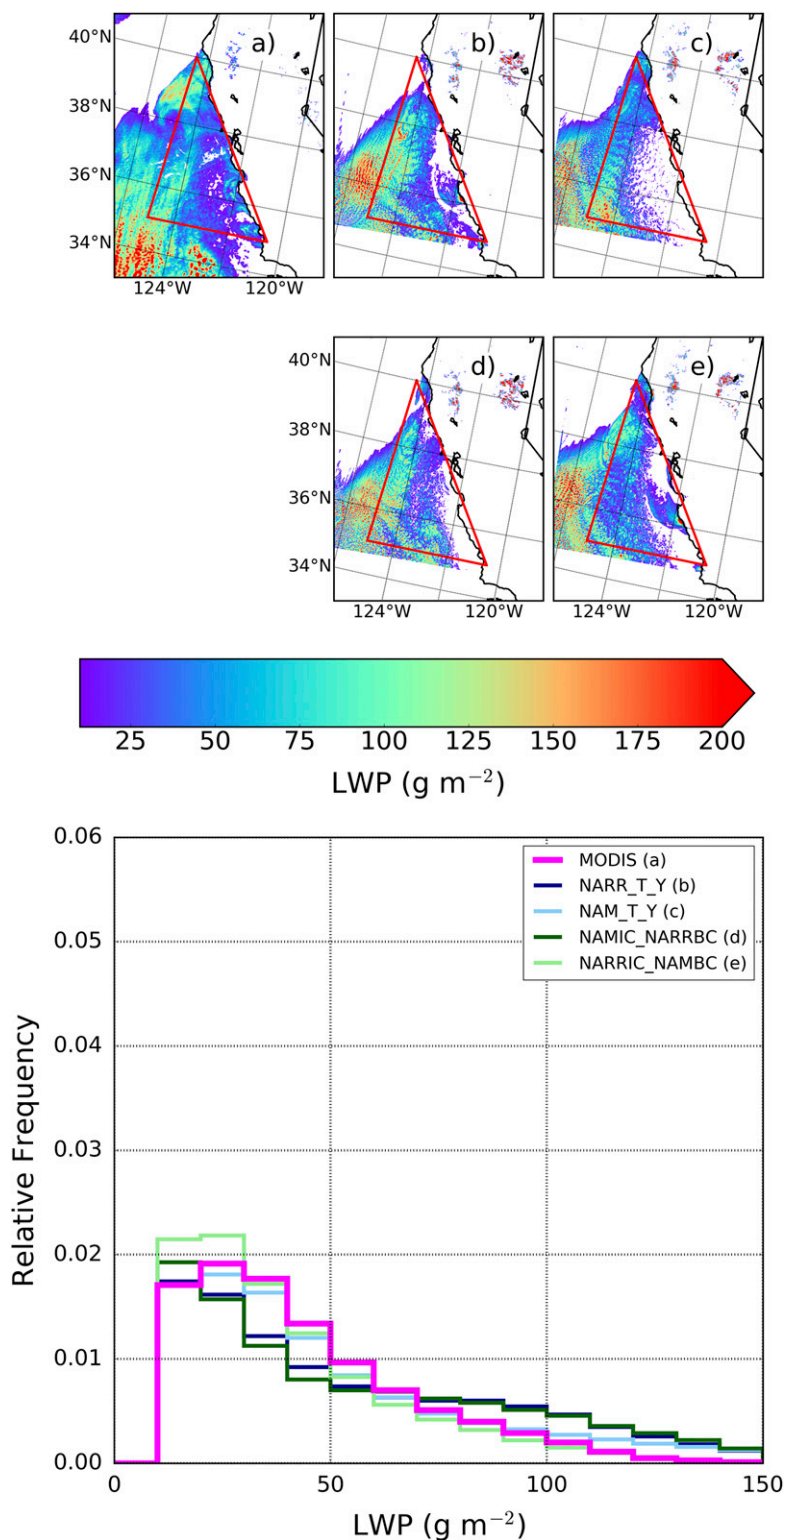 40°N
38°N
36°N
34°N
a)
b)
c)
124°W
120°W
40°N
38°N
36°N
34°N
d)
e)
124°W
120°W
124°W
120°W
25
50
75
100
125
150
175
200
LWP (g m⁻²)
0.06
0.05
0.04
0.03
0.02
0.01
0.00
Relative Frequency
MODIS (a)
NARR_T_Y (b)
NAM_T_Y (c)
NAMIC_NARRBC (d)
NARRIC_NAMBC (e)
0
50
100
150
LWP (g m⁻²)